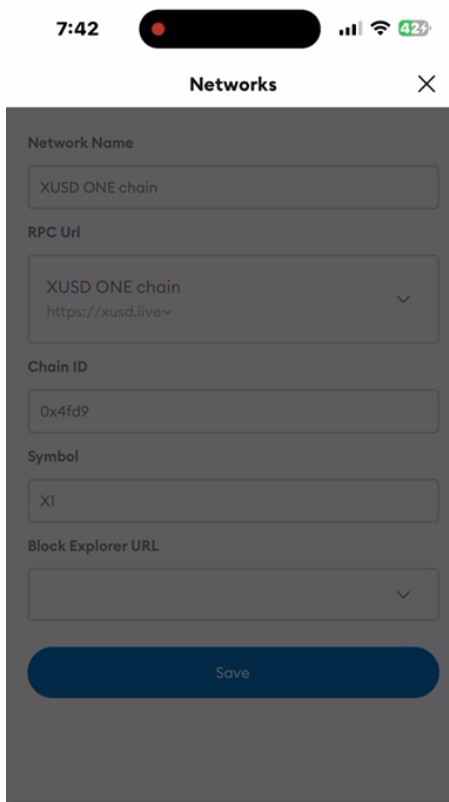 7:42
42
Networks
Network Name
XUSD ONE chain
RPC Url
XUSD ONE chain
https://xusd.live
Chain ID
0x4fd9
Symbol
X1
Block Explorer URL
Save